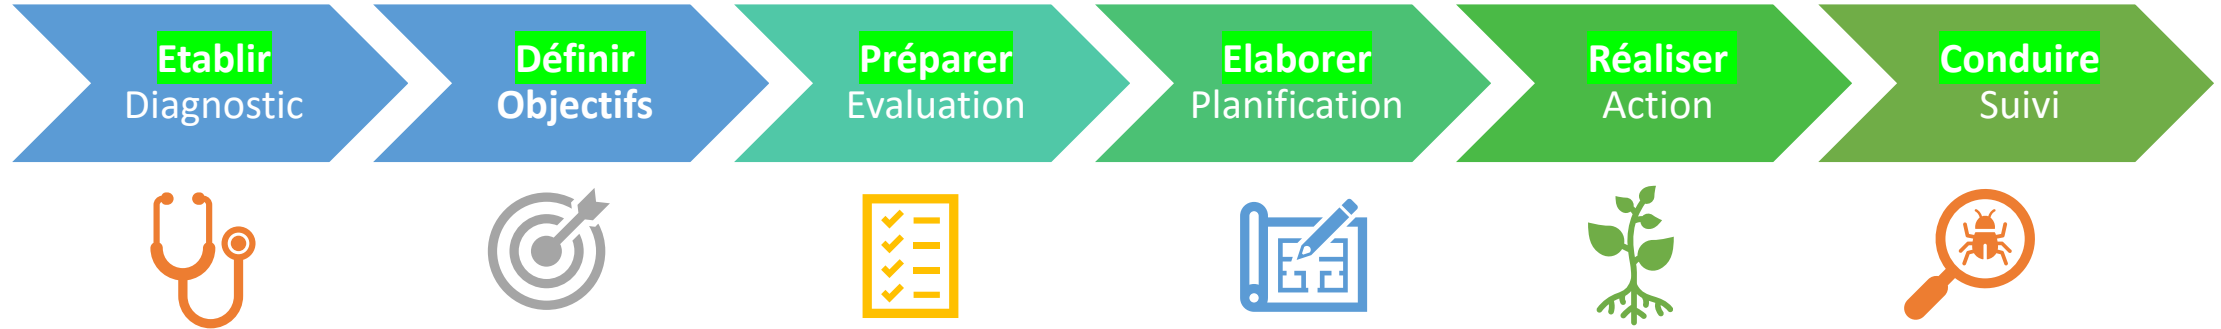 Etablir
Diagnostic
Définir
Objectifs
Préparer
Evaluation
Elaborer
Planification
Réaliser
Action
Conduire
Suivi